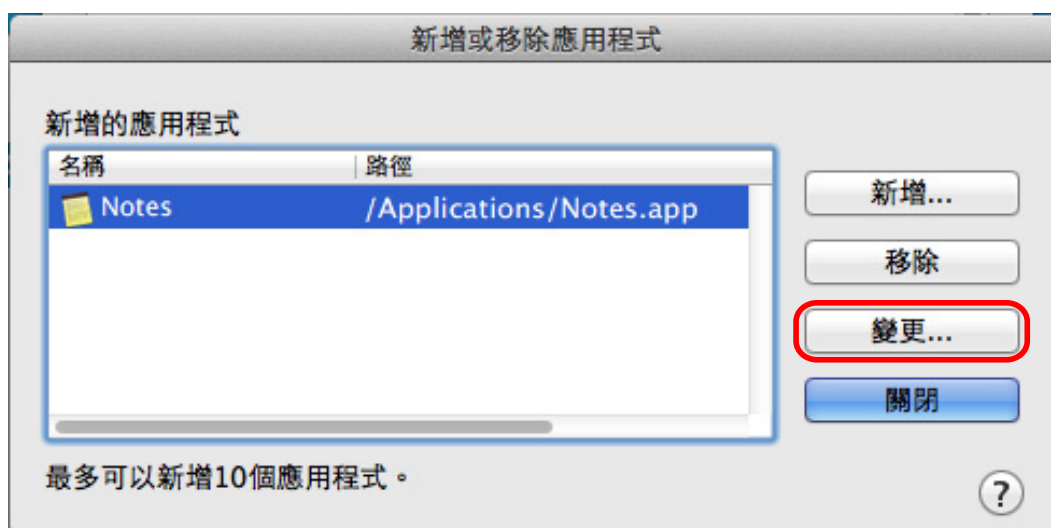 新增或移除應用程式
新增的應用程式
名稱 路徑
Notes /Applications/Notes.app
新增...
移除
變更...
關閉
最多可以新增10個應用程式。
?